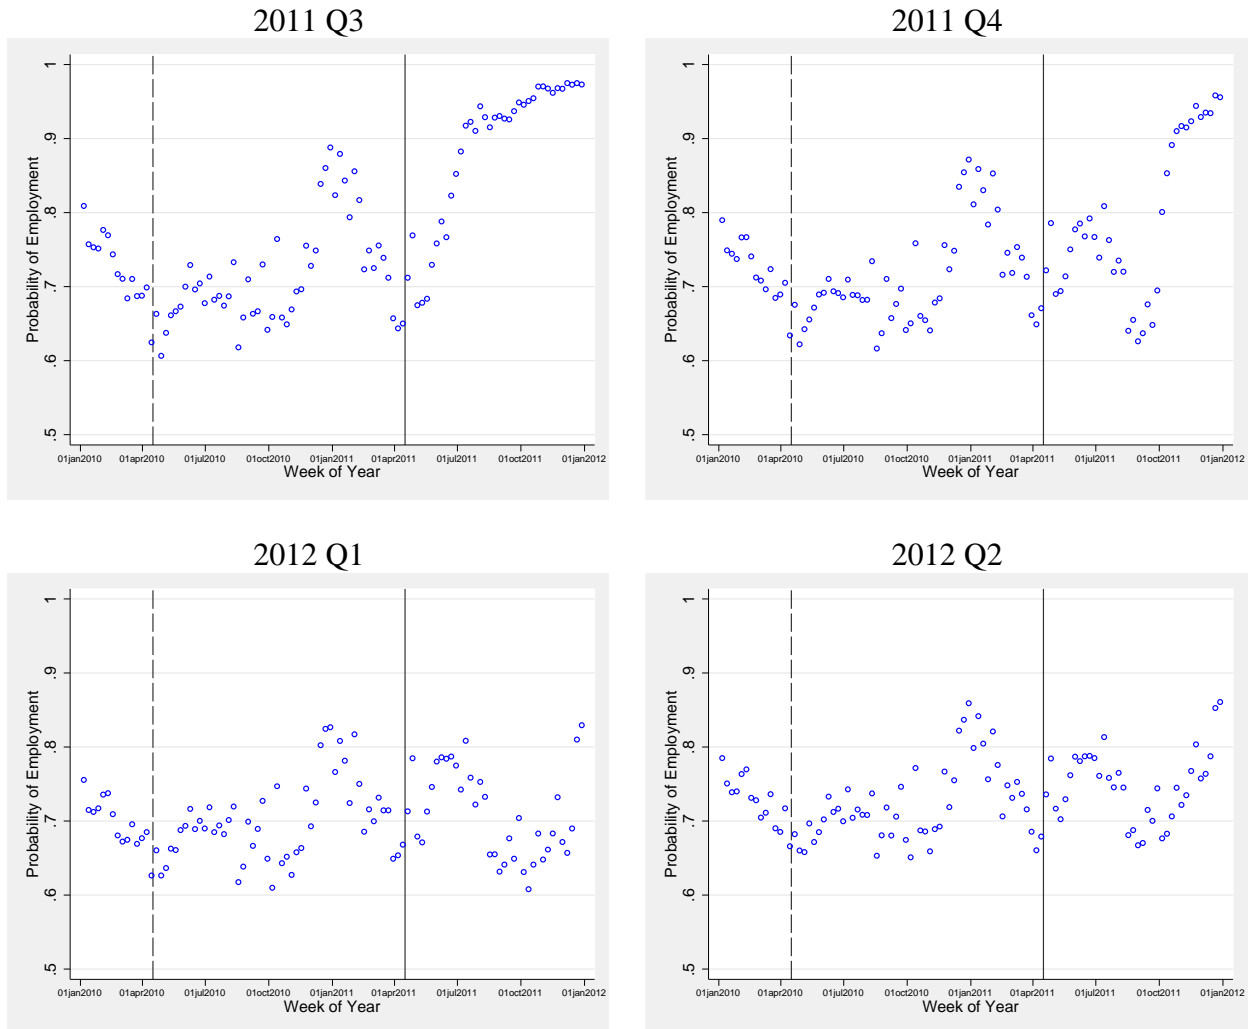 2011 Q3
1
.9
.8
.7
.6
.5
Probability of Employment
01jan2010 01apr2010 01jul2010 01oct2010 01jan2011 01apr2011 01jul2011 01oct2011 01jan2012
Week of Year
2011 Q4
1
.9
.8
.7
.6
.5
Probability of Employment
01jan2010 01apr2010 01jul2010 01oct2010 01jan2011 01apr2011 01jul2011 01oct2011 01jan2012
Week of Year
2012 Q1
1
.9
.8
.7
.6
.5
Probability of Employment
01jan2010 01apr2010 01jul2010 01oct2010 01jan2011 01apr2011 01jul2011 01oct2011 01jan2012
Week of Year
2012 Q2
1
.9
.8
.7
.6
.5
Probability of Employment
01jan2010 01apr2010 01jul2010 01oct2010 01jan2011 01apr2011 01jul2011 01oct2011 01jan2012
Week of Year